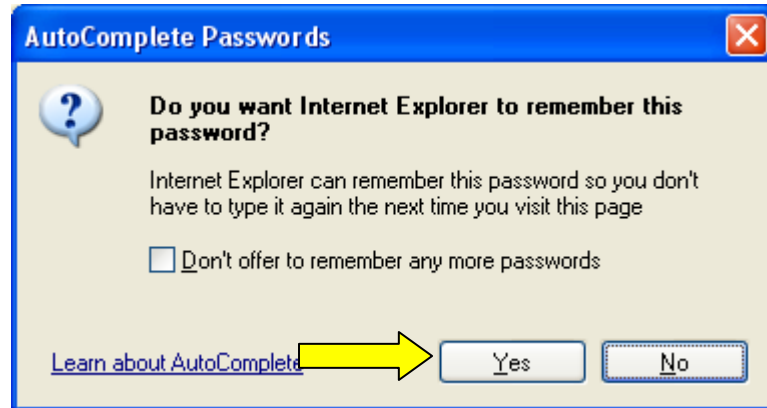 AutoComplete Passwords
Do you want Internet Explorer to remember this
password?
Internet Explorer can remember this password so you don't
have to type it again the next time you visit this page
Don't offer to remember any more passwords
Learn about AutoComplete
Yes
No